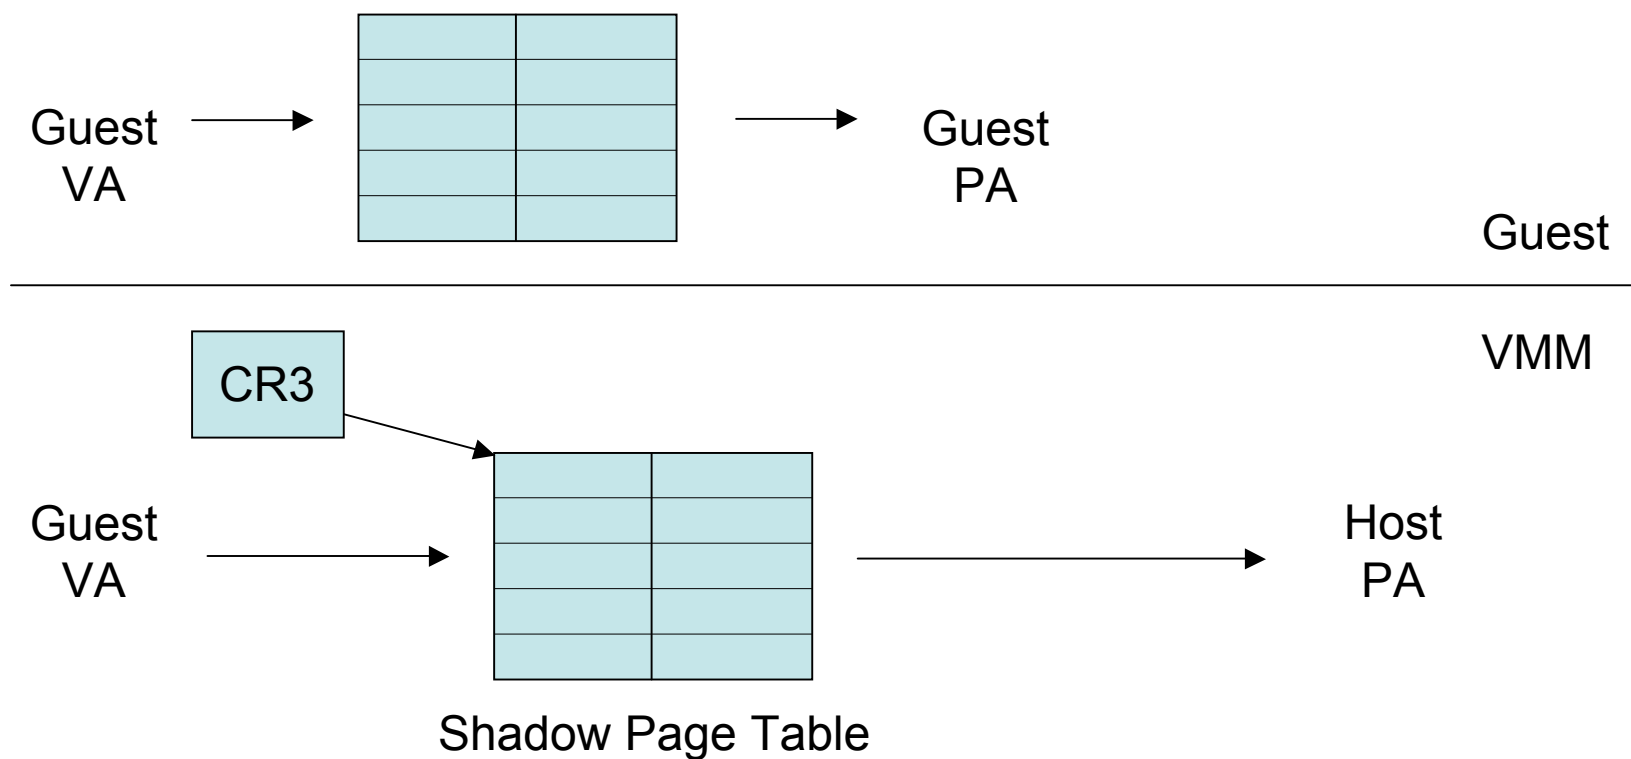 Guest
VA
Guest
PA
Guest
VMM
CR3
Guest
VA
Host
PA
Shadow Page Table